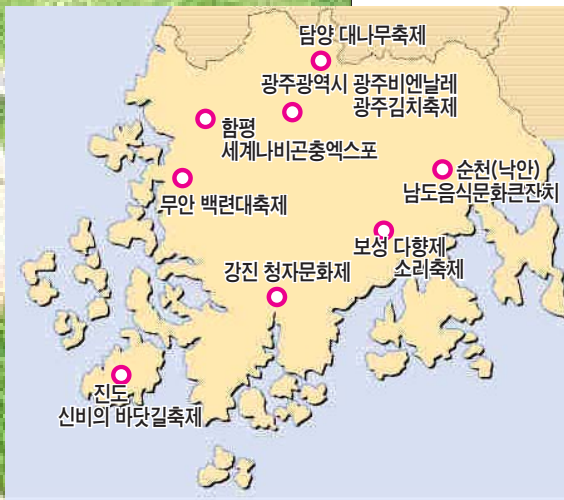 담양 대나무축제
광주광역시 광주비엔날레
광주김치축제
함평
세계나비곤충엑스포
순천(낙안)
남도음식문화큰잔치
무안 백련대축제
보성 다향제
소리축제
강진 청자문화제
진도
신비의 바닷길축제